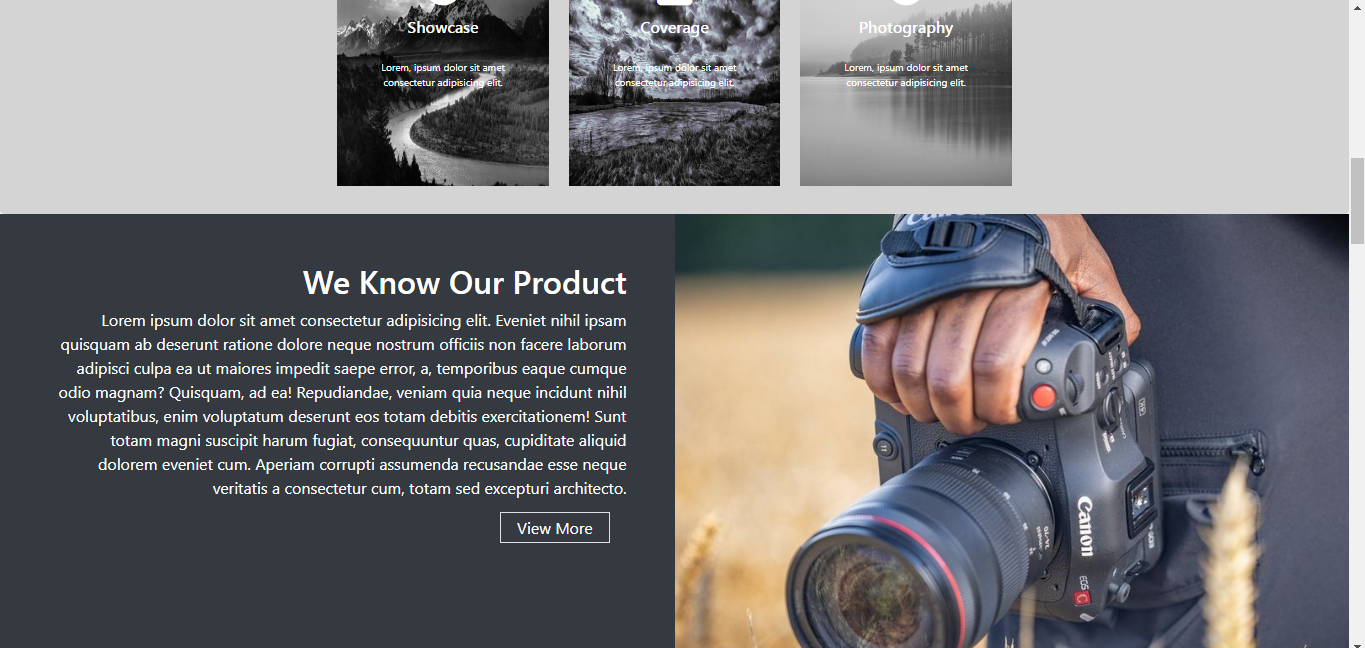 Showcase
Coverage
Photography
Lorem, ipsum dolor sit amet
consectetur adipisicing elit.
Lorem, ipsum dolor sit amet
consectetur adipisicing elit.
Lorem, ipsum dolor sit amet
consectetur adipisicing elit.
We Know Our Product
Lorem ipsum dolor sit amet consectetur adipisicing elit. Eveniet nihil ipsam
quisquam ab deserunt ratione dolore neque nostrum officiis non facere laborum
adipisci culpa ea ut maiores impedit saepe error, a, temporibus eaque cumque
odio magnam? Quisquam, ad ea! Repudiandae, veniam quia neque incidunt nihil
voluptatibus, enim voluptatum deserunt eos totam debitis exercitationem! Sunt
totam magni suscipit harum fugiat, consequuntur quas, cupiditate aliquid
dolorem eveniet cum. Aperiam corrupti assumenda recusandae esse neque
veritatis a consectetur cum, totam sed excepturi architecto.
View More
Canon
Canon
EOS C